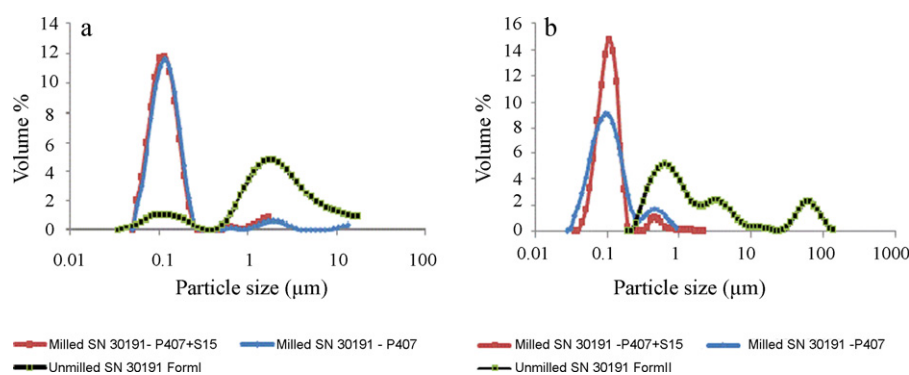 a
14
12
10
8
6
4
2
0
Volume %
0.01 0.1 1 10 100
Particle size (µm)
Milled SN 30191- P407+S15 Milled SN 30191 - P407
Unmilled SN 30191 FormI
b
16
14
12
10
8
6
4
2
0
Volume %
0.01 0.1 1 10 100 1000
Particle size (µm)
Milled SN 30191 -P407+S15 Milled SN 30191 -P407
Unmilled SN 30191 FormII